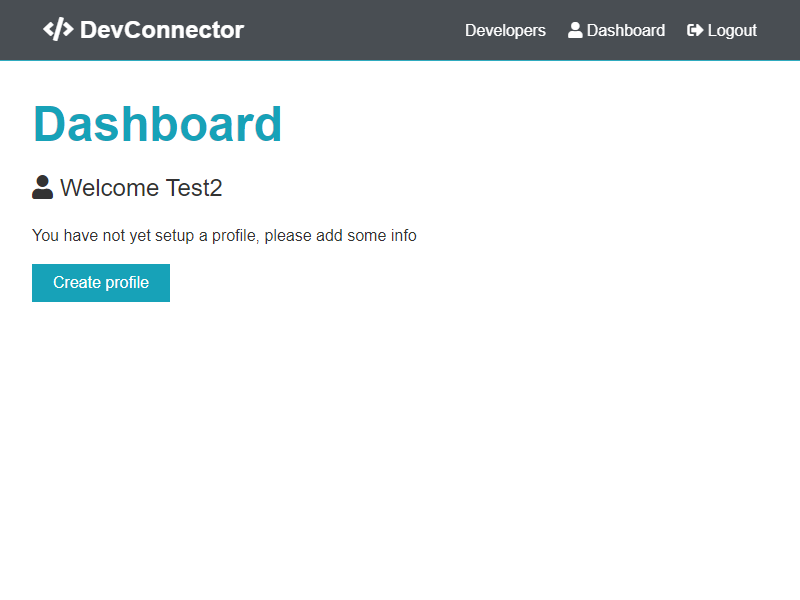 DevConnector
Developers Dashboard Logout
Dashboard
Welcome Test2
You have not yet setup a profile, please add some info
Create profile